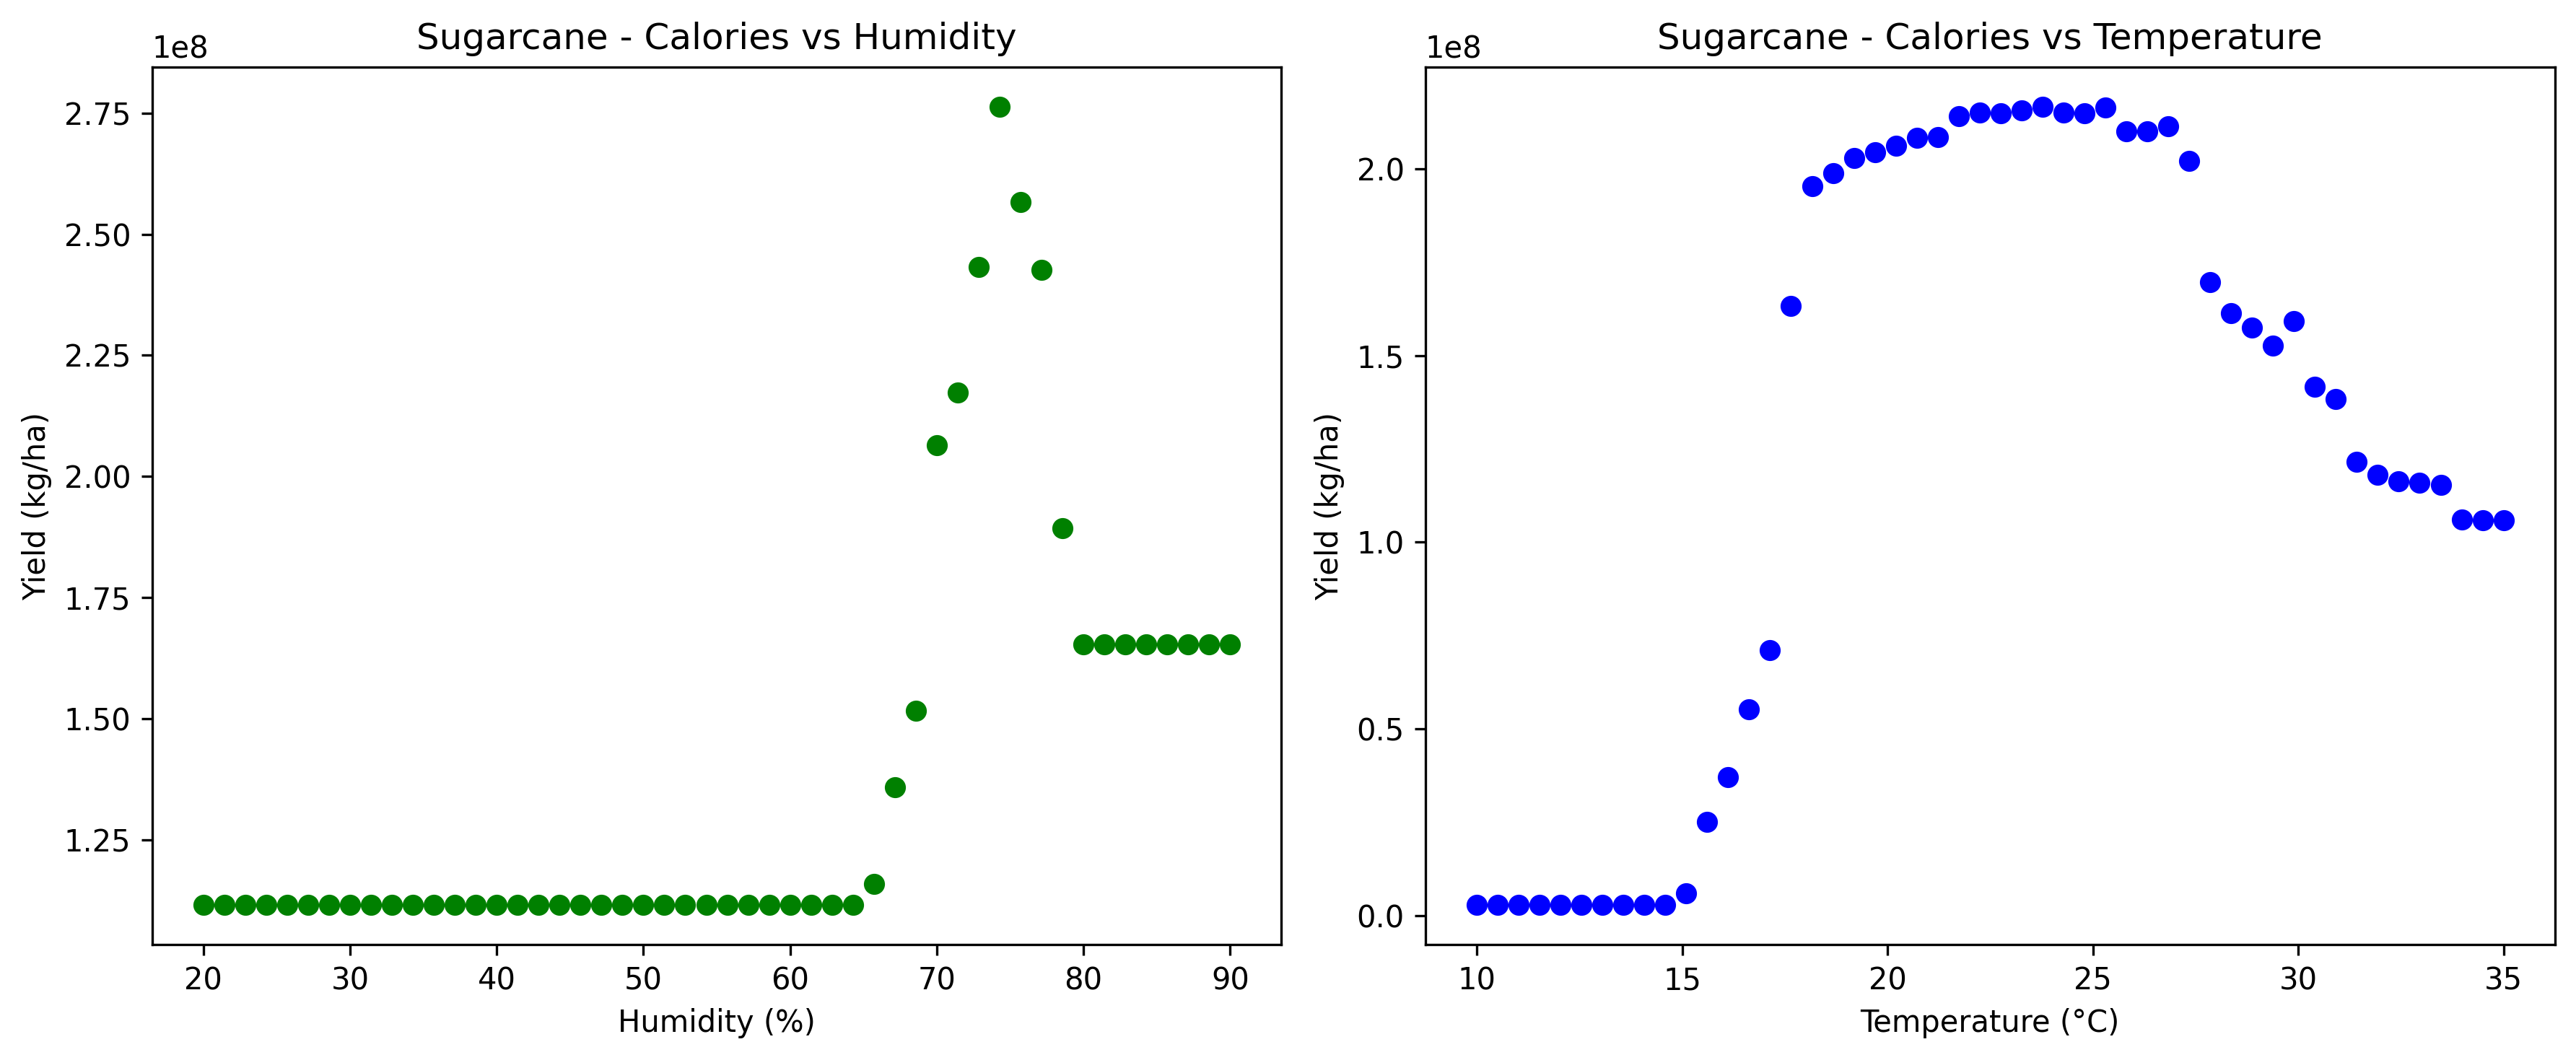 Sugarcane - Calories vs Humidity
1e8
2.75
2.50
2.25
2.00
1.75
1.50
1.25
Yield (kg/ha)
20 30 40 50 60 70 80 90
Humidity (%)
Sugarcane - Calories vs Temperature
1e8
2.0
1.5
1.0
0.5
0.0
Yield (kg/ha)
10 15 20 25 30 35
Temperature (°C)